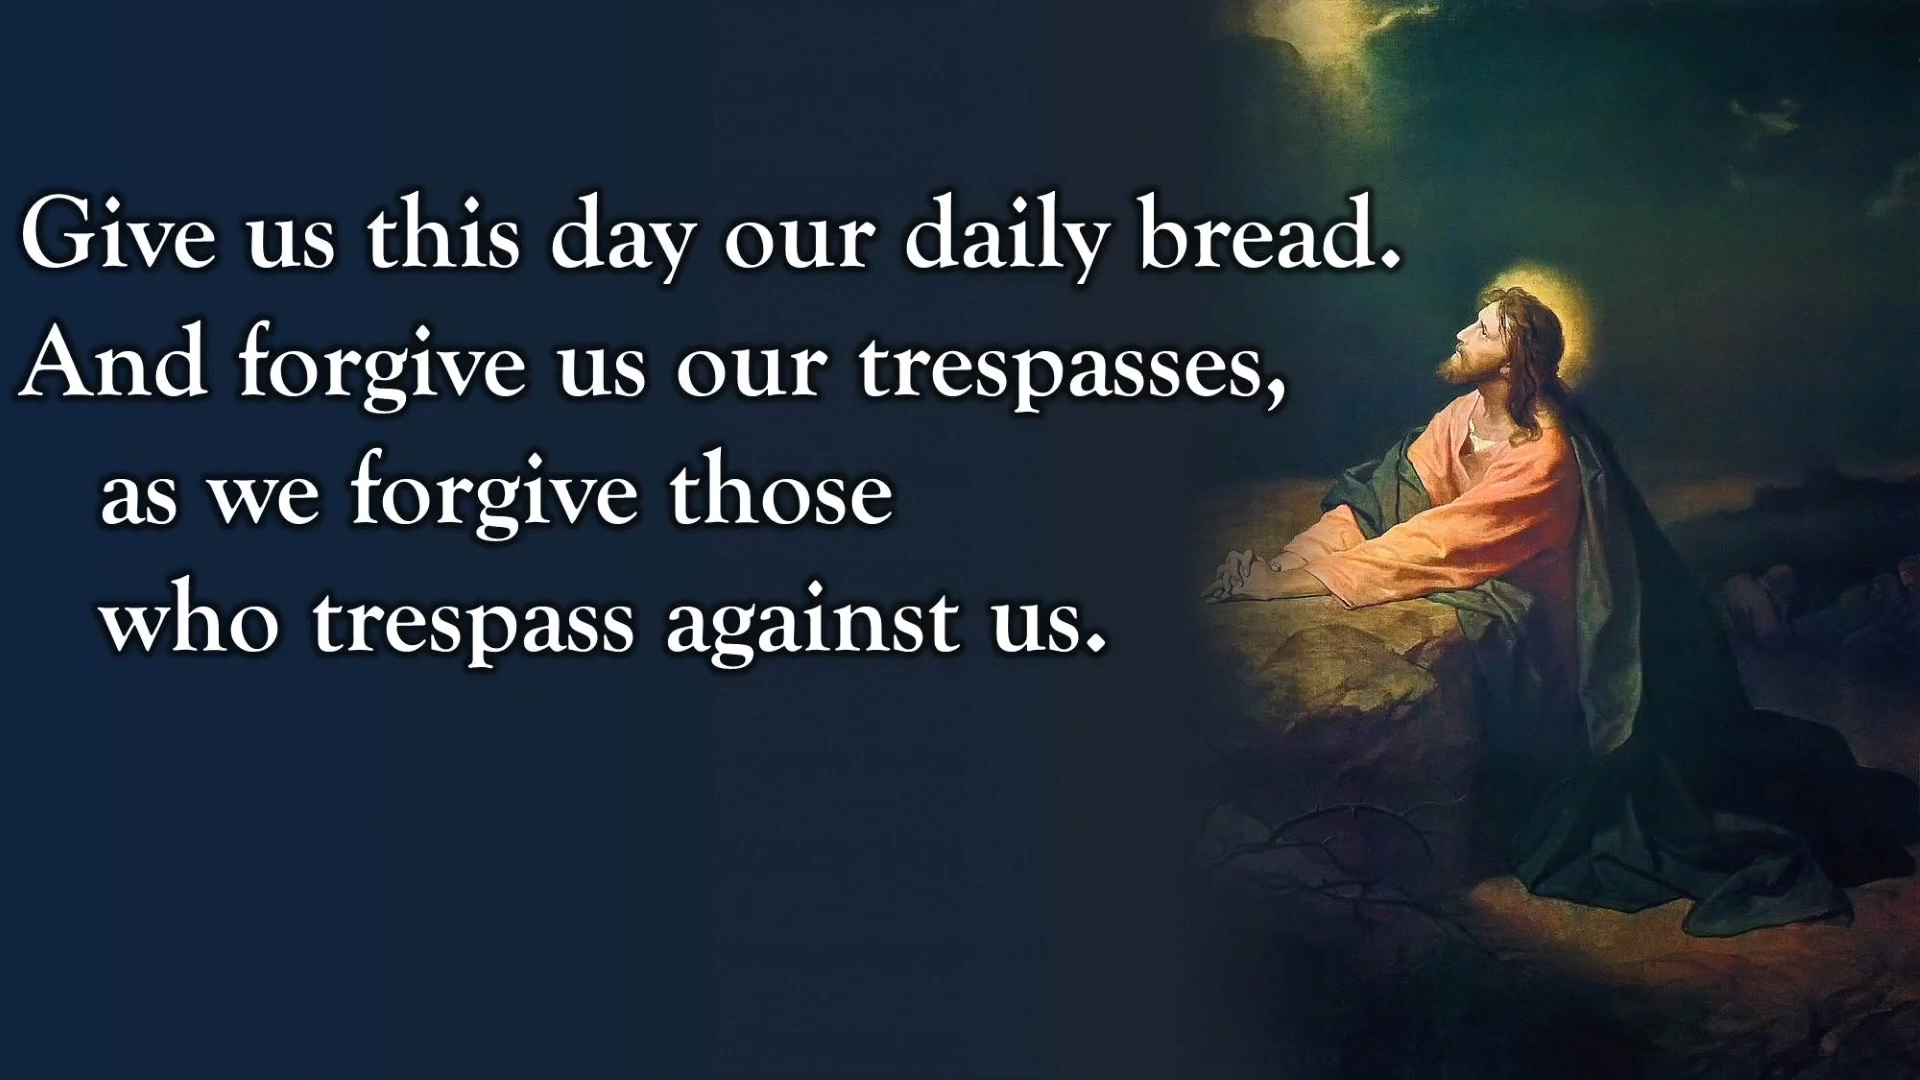 Give us this day our daily bread.
And forgive us our trespasses,
as we forgive those
who trespass against us.